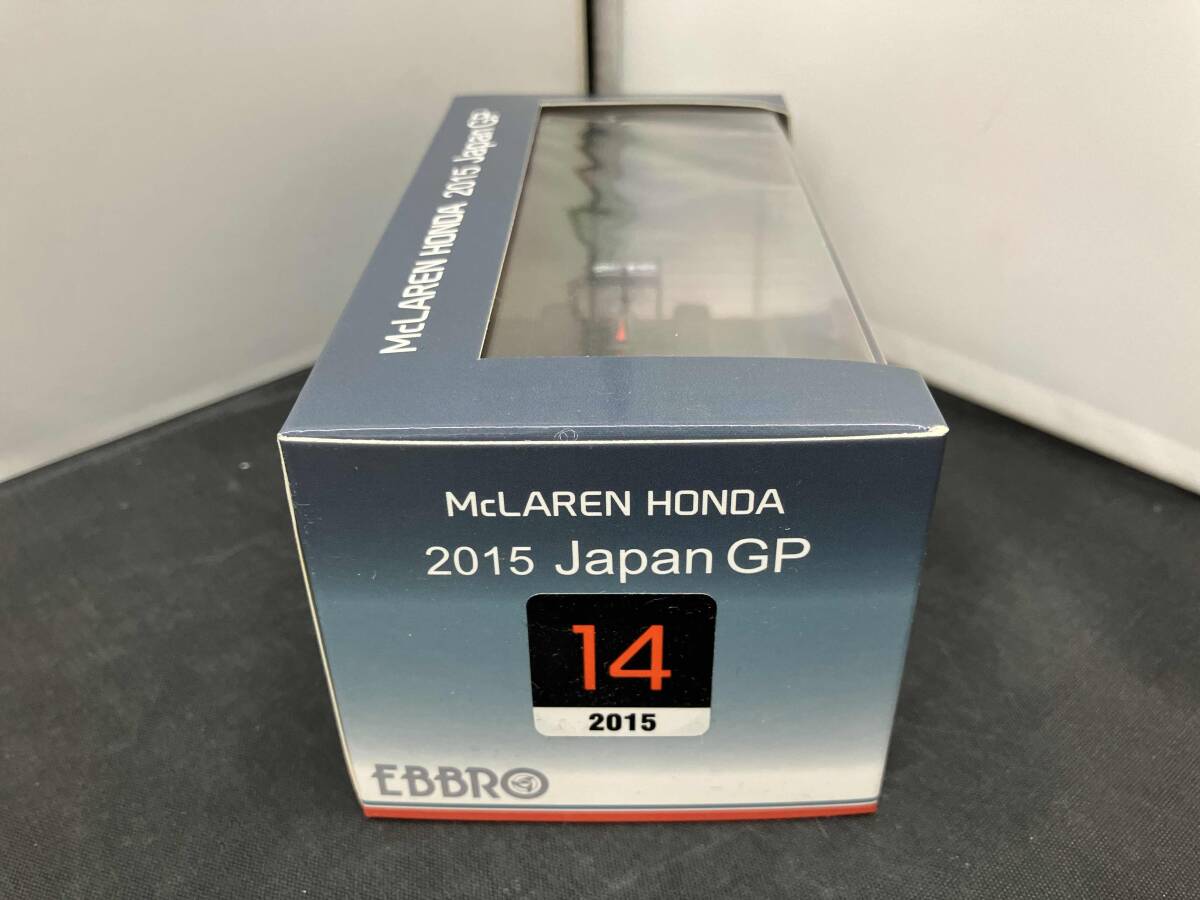 McLAREN HONDA 2015 Japan GP
McLAREN HONDA
2015 Japan GP
14
2015
EBBRO